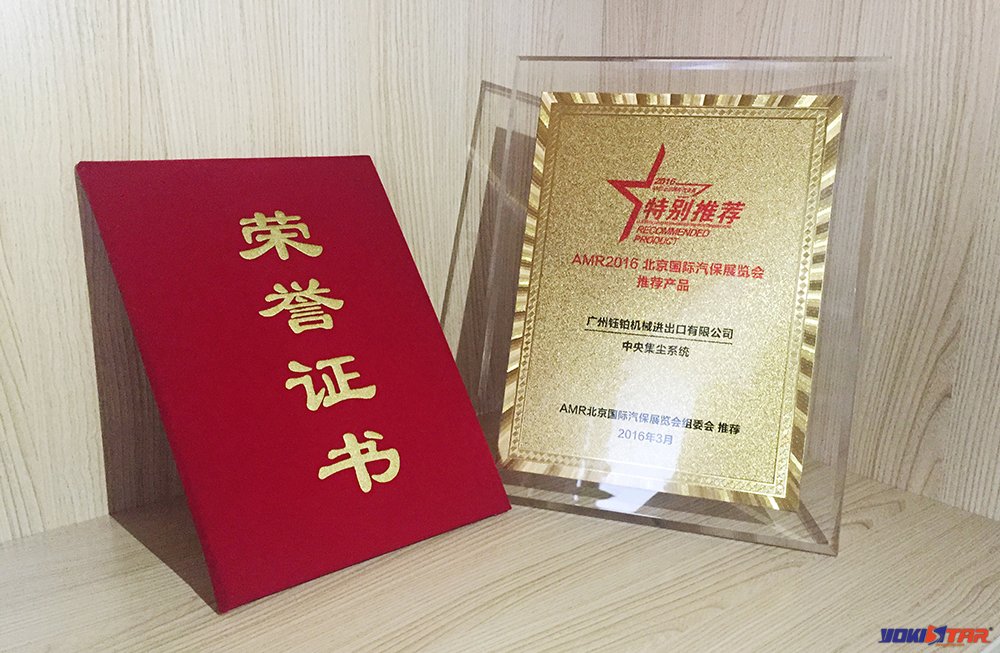 荣
誉
证
书
2016
特别推荐
RECOMMENDED
PRODUCT
AMR2016 北京国际汽保展览会
推荐产品
广州钰铂机械进出口有限公司
中央集尘系统
AMR北京国际汽保展览会组委会 推荐
2016年3月
YOKISTAR